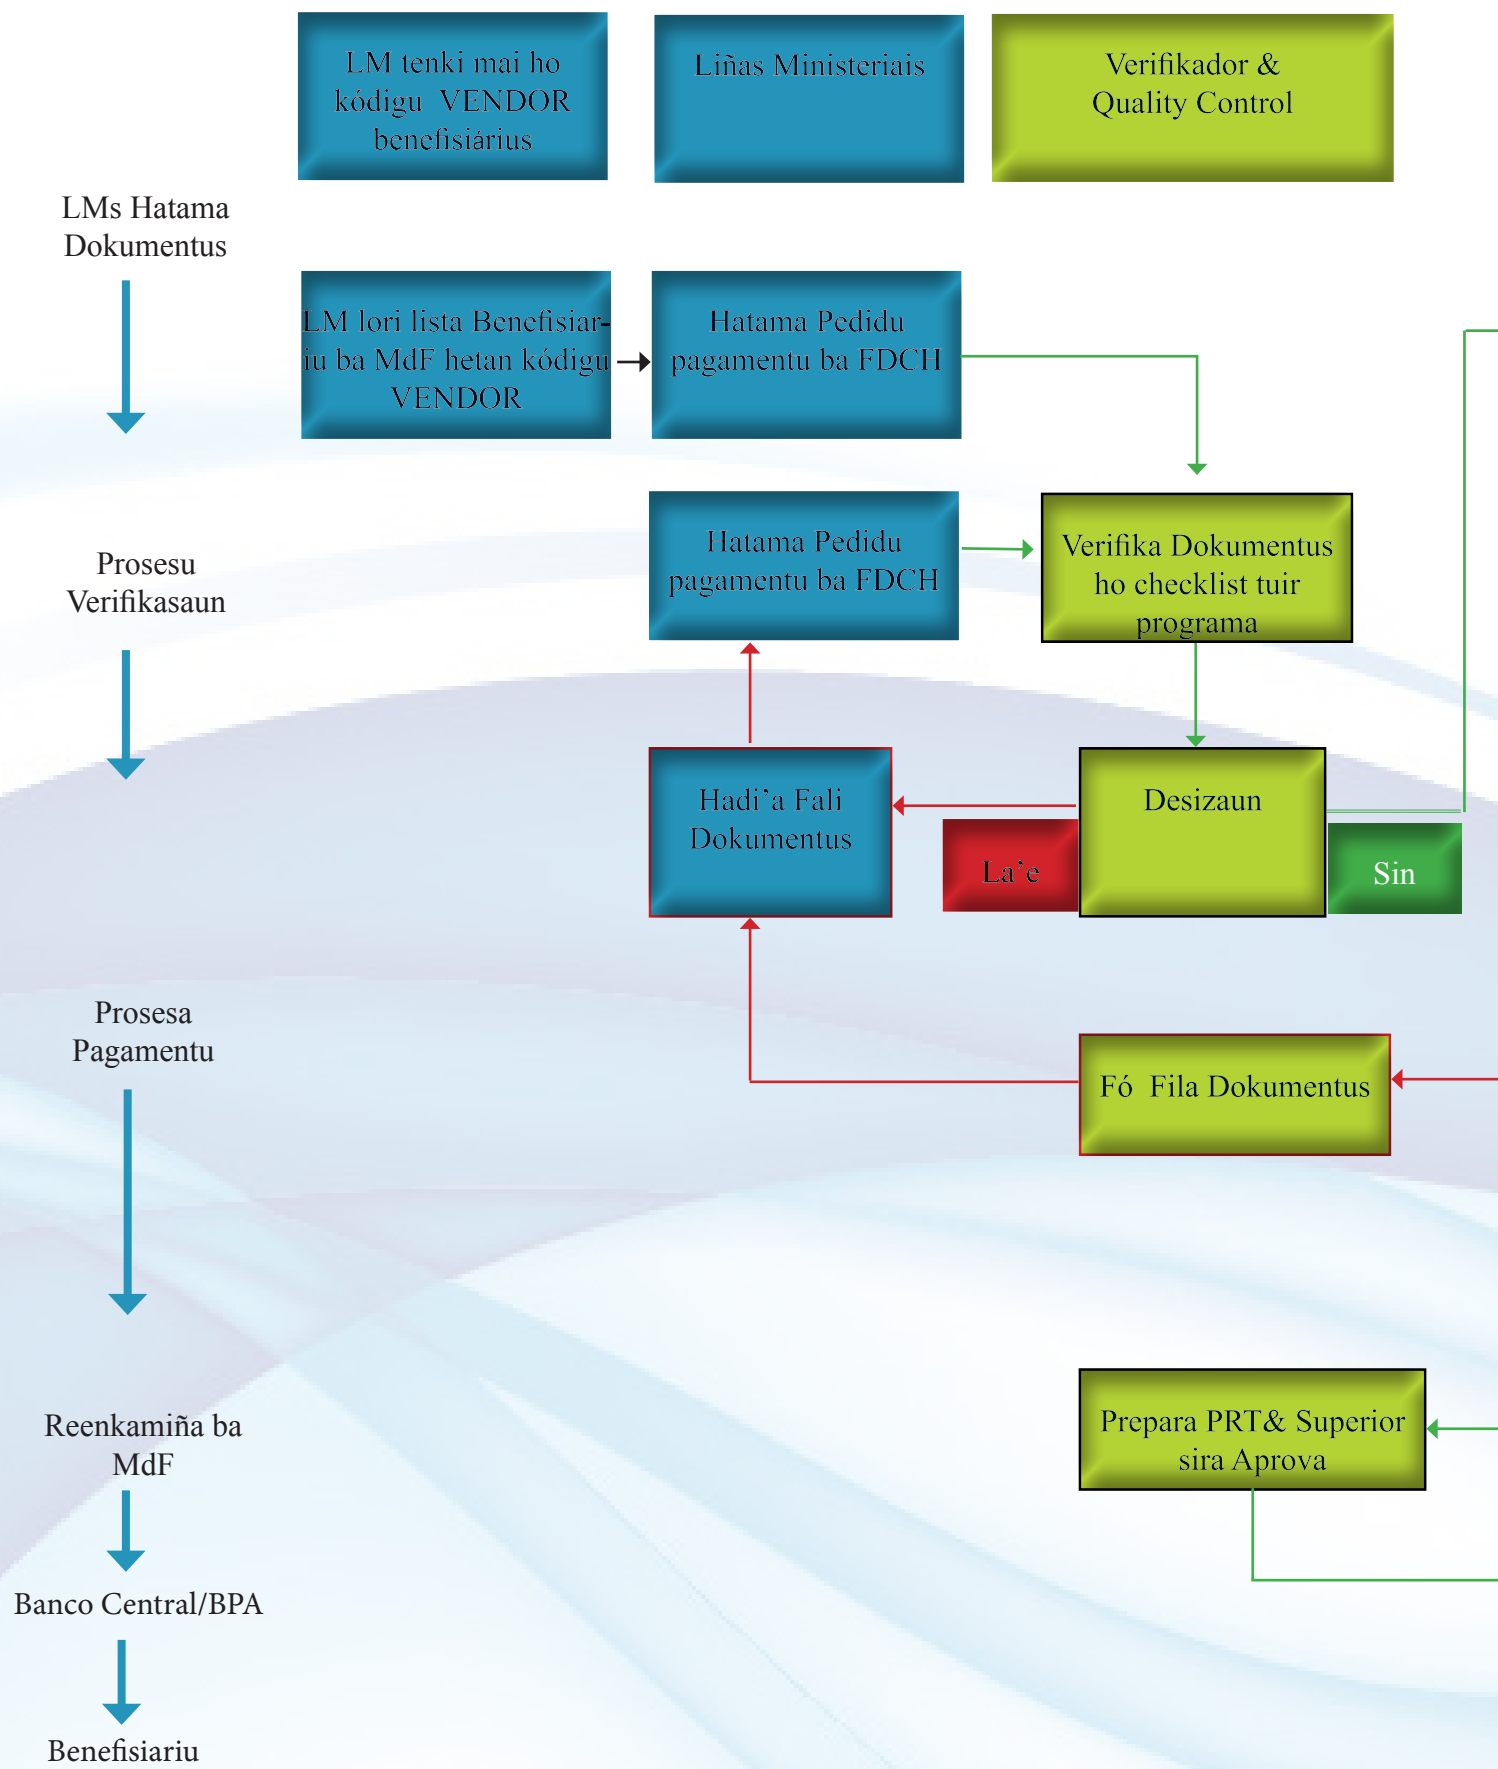 LM tenki mai ho
kódigu VENDOR
benefisiárius
Liñas Ministeriais
Verifikador &
Quality Control
LMs Hatama
Dokumentus
LM lori lista Benefisiar-
iu ba MdF hetan kódigu
VENDOR
Hatama Pedidu
pagamentu ba FDCH
Hatama Pedidu
pagamentu ba FDCH
Verifika Dokumentus
ho checklist tuir
programa
Prosesu
Verifikasaun
Hadi’a Fali
Dokumentus
La’e
Desizaun
Sin
Prosesa
Pagamentu
Fó Fila Dokumentus
Prepara PRT& Superior
sira Aprova
Reenkamiña ba
MdF
Banco Central/BPA
Benefisiariu